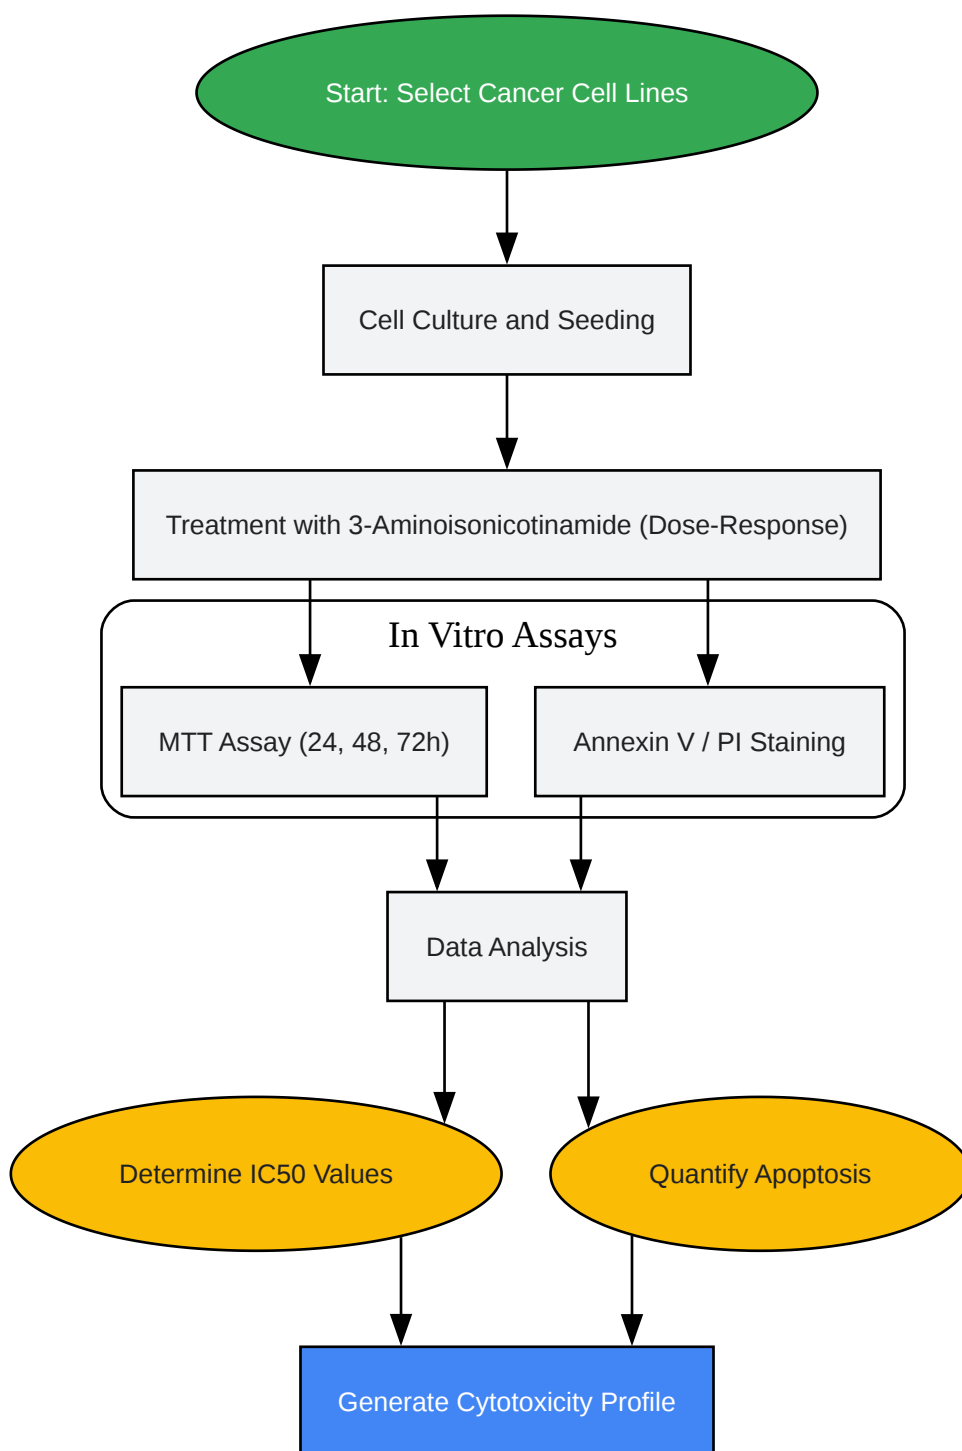 Start: Select Cancer Cell Lines
Cell Culture and Seeding
Treatment with 3-Aminoisonicotinamide (Dose-Response)
In Vitro Assays
MTT Assay (24, 48, 72h)
Annexin V / PI Staining
Data Analysis
Determine IC50 Values
Quantify Apoptosis
Generate Cytotoxicity Profile